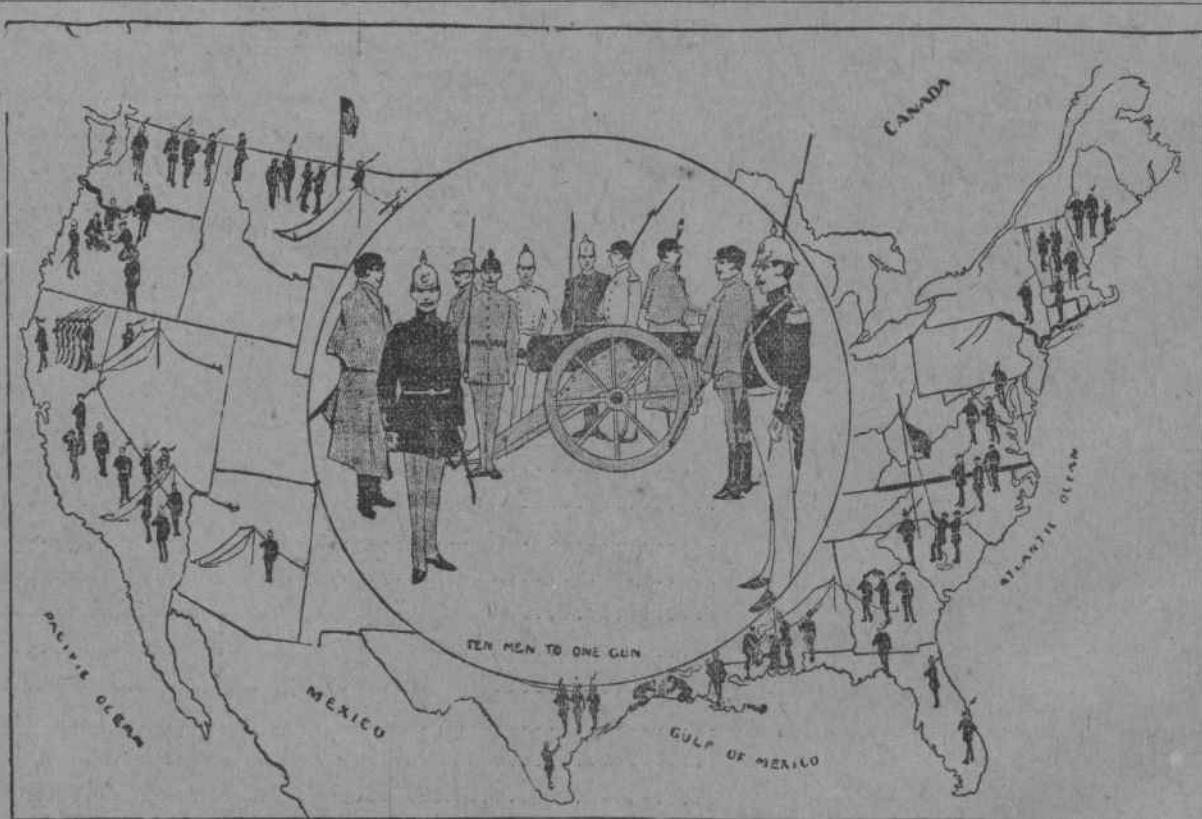 CANADA
ATLANTIC OCEAN
TEN MEN TO ONE GUN
PACIFIC OCEAN
MEXICO
GULF OF MEXICO